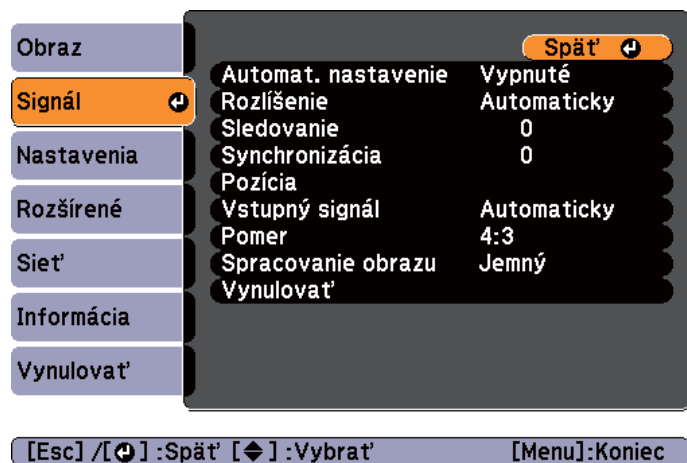 Obraz
Signál
Nastavenia
Rozšírené
Sieť
Informácia
Vynulovať
Späť
Automat. nastavenie Vypnuté
Rozlíšenie Automaticky
Sledovanie 0
Synchronizácia 0
Pozícia
Vstupný signál Automaticky
Pomer 4:3
Spracovanie obrazu Jemný
Vynulovať
[Esc] /[ ] :Späť [ ] :Vybrať [Menu]:Koniec